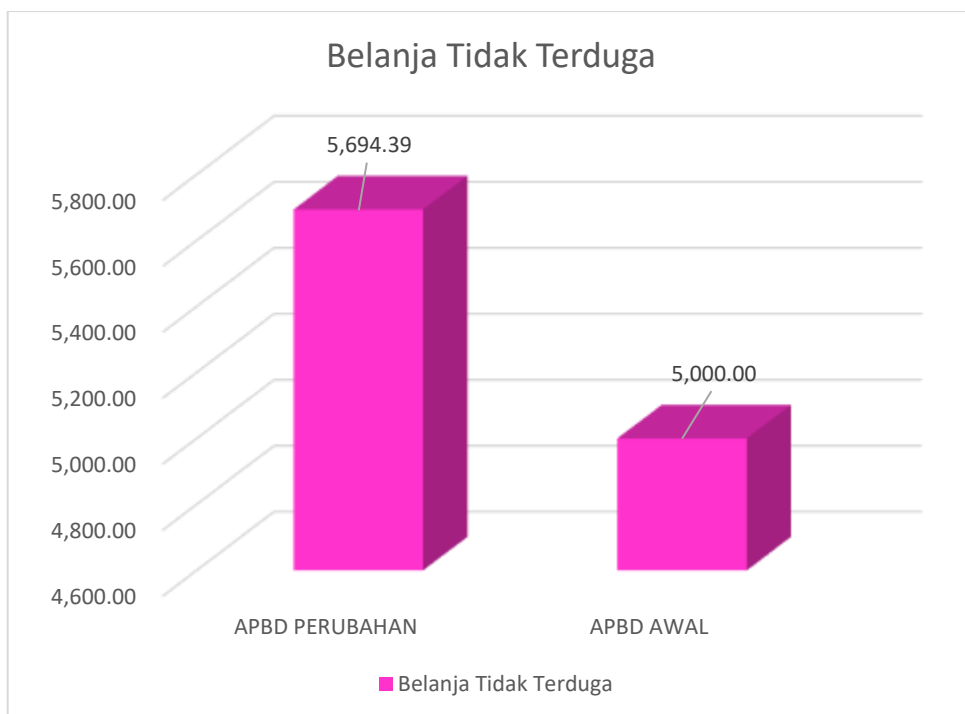 Belanja Tidak Terduga
5,694.39
5,800.00
5,600.00
5,400.00
5,000.00
5,200.00
5,000.00
4,800.00
4,600.00
APBD PERUBAHAN
APBD AWAL
Belanja Tidak Terduga